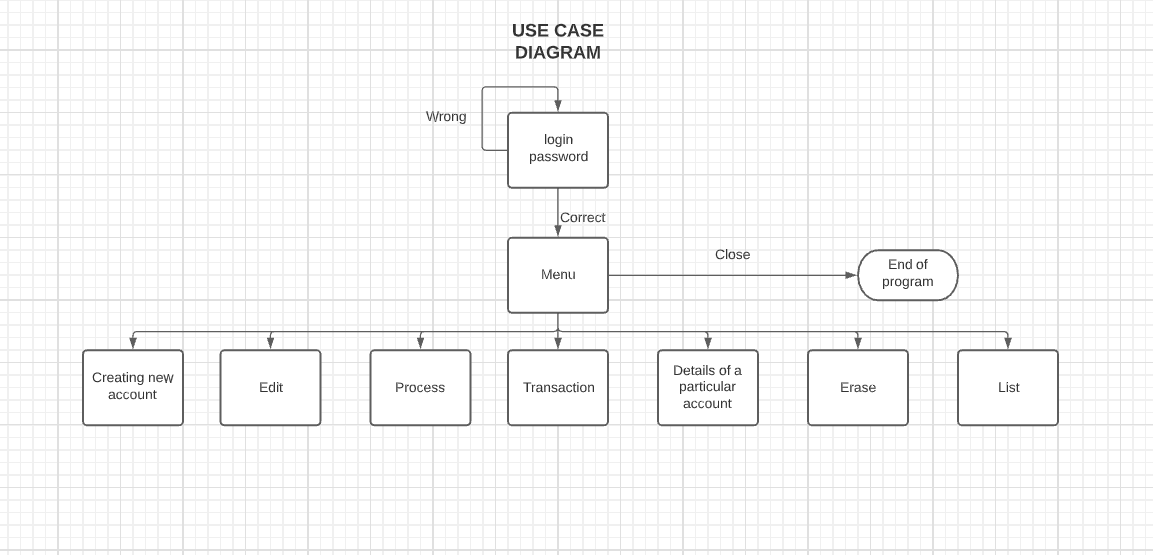 USE CASE
DIAGRAM
Wrong
login
password
Correct
Menu
Close
End of
program
Creating new
account
Edit
Process
Transaction
Details of a
particular
account
Erase
List